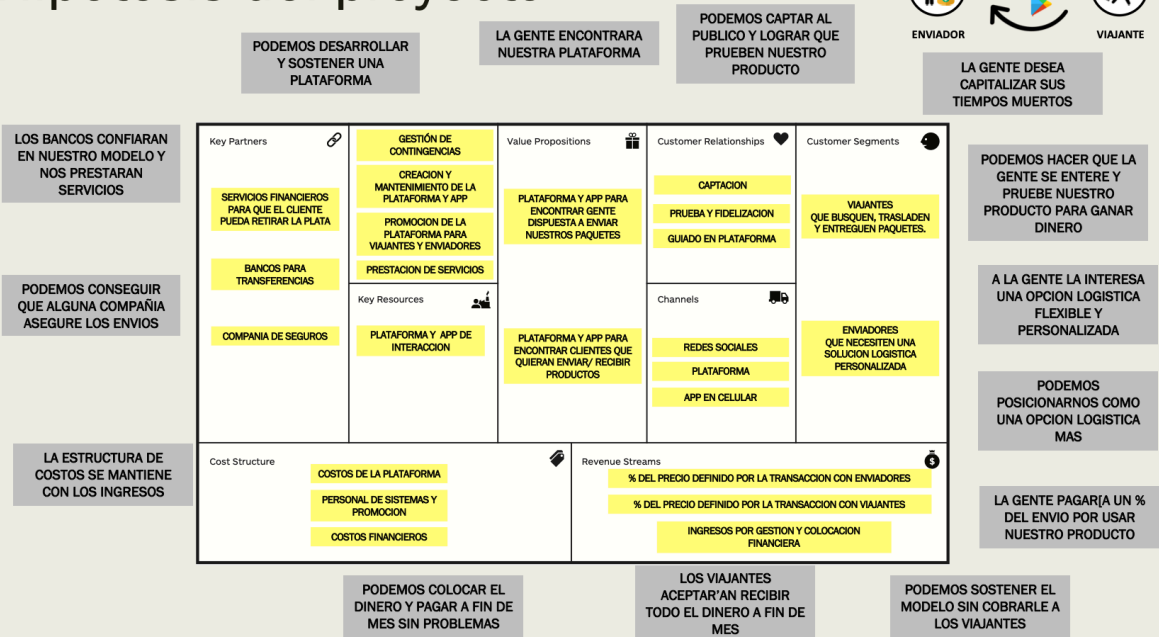 PODEMOS DESARROLLAR
Y SOSTENER UNA
PLATAFORMA
LA GENTE ENCONTRARA
NUESTRA PLATAFORMA
PODEMOS CAPTAR AL
PUBLICO Y LOGRAR QUE
PRUEBEN NUESTRO
PRODUCTO
ENVIADOR
VIAJANTE
LA GENTE DESEA
CAPITALIZAR SUS
TIEMPOS MUERTOS
LOS BANCOS CONFIARAN
EN NUESTRO MODELO Y
NOS PRESTARAN
SERVICIOS
PODEMOS CONSEGUIR
QUE ALGUNA COMPAÑIA
ASEGURE LOS ENVIOS
LA ESTRUCTURA DE
COSTOS SE MANTIENE
CON LOS INGRESOS
Key Partners
SERVICIOS FINANCIEROS
PARA QUE EL CLIENTE
PUEDA RETIRAR LA PLATA
BANCOS PARA
TRANSFERENCIAS
COMPANIA DE SEGUROS
GESTIÓN DE
CONTINGENCIAS
CREACION Y
MANTENIMIENTO DE LA
PLATAFORMA Y APP
PROMOCION DE LA
PLATAFORMA PARA
VIAJANTES Y ENVIADORES
PRESTACION DE SERVICIOS
Key Resources
PLATAFORMA Y APP DE
INTERACCION
Value Propositions
PLATAFORMA Y APP PARA
ENCONTRAR GENTE
DISPUESTA A ENVIAR
NUESTROS PAQUETES
PLATAFORMA Y APP PARA
ENCONTRAR CLIENTES QUE
QUIERAN ENVIAR/ RECIBIR
PRODUCTOS
Customer Relationships
CAPTACION
PRUEBA Y FIDELIZACION
GUIADO EN PLATAFORMA
Channels
REDES SOCIALES
PLATAFORMA
APP EN CELULAR
Customer Segments
VIAJANTES
QUE BUSQUEN, TRASLADEN
Y ENTREGUEN PAQUETES.
ENVIADORES
QUE NECESITEN UNA
SOLUCION LOGISTICA
PERSONALIZADA
Cost Structure
COSTOS DE LA PLATAFORMA
PERSONAL DE SISTEMAS Y
PROMOCION
COSTOS FINANCIEROS
Revenue Streams
$
% DEL PRECIO DEFINIDO POR LA TRANSACCION CON ENVIADORES
% DEL PRECIO DEFINIDO POR LA TRANSACCION CON VIAJANTES
INGRESOS POR GESTION Y COLOCACION
FINANCIERA
PODEMOS HACER QUE LA
GENTE SE ENTERE Y
PRUEBE NUESTRO
PRODUCTO PARA GANAR
DINERO
A LA GENTE LA INTERESA
UNA OPCION LOGISTICA
FLEXIBLE Y
PERSONALIZADA
PODEMOS
POSICIONARNOS COMO
UNA OPCION LOGISTICA
MAS
LA GENTE PAGAR[A UN %
DEL ENVIO POR USAR
NUESTRO PRODUCTO
PODEMOS COLOCAR EL
DINERO Y PAGAR A FIN DE
MES SIN PROBLEMAS
LOS VIAJANTES
ACEPTAR'AN RECIBIR
TODO EL DINERO A FIN DE
MES
PODEMOS SOSTENER EL
MODELO SIN COBRARLE A
LOS VIAJANTES